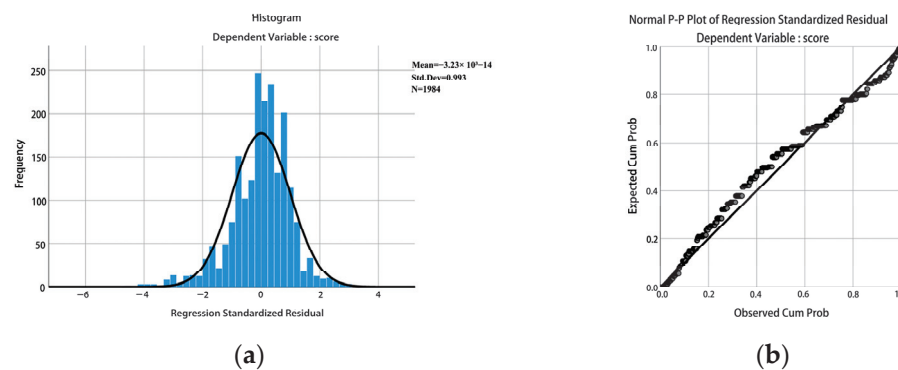 Histogram
Dependent Variable : score
Mean=−3.23× 10³−14
Std.Dev=0.993
N=1984
Frequency
250
200
150
100
50
0
−6
−4
−2
0
2
4
Regression Standardized Residual
(a)
Normal P-P Plot of Regression Standardized Residual
Dependent Variable : score
Expected Cum Prob
1.0
0.8
0.6
0.4
0.2
0.0
0.0
0.2
0.4
0.6
0.8
1
Observed Cum Prob
(b)